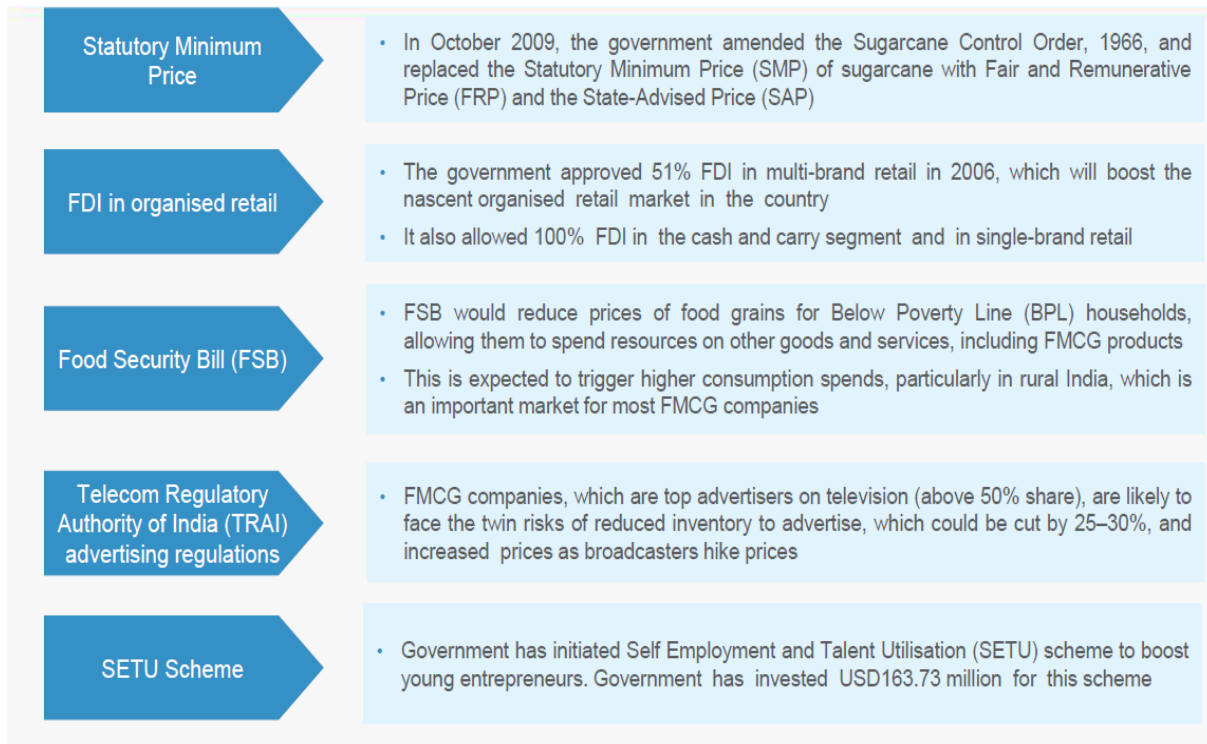 Statutory Minimum
Price
• In October 2009, the government amended the Sugarcane Control Order, 1966, and
replaced the Statutory Minimum Price (SMP) of sugarcane with Fair and Remunerative
Price (FRP) and the State-Advised Price (SAP)
FDI in organised retail
• The government approved 51% FDI in multi-brand retail in 2006, which will boost the
nascent organised retail market in the country
• It also allowed 100% FDI in the cash and carry segment and in single-brand retail
Food Security Bill (FSB)
• FSB would reduce prices of food grains for Below Poverty Line (BPL) households,
allowing them to spend resources on other goods and services, including FMCG products
• This is expected to trigger higher consumption spends, particularly in rural India, which is
an important market for most FMCG companies
Telecom Regulatory
Authority of India (TRAI)
advertising regulations
• FMCG companies, which are top advertisers on television (above 50% share), are likely to
face the twin risks of reduced inventory to advertise, which could be cut by 25–30%, and
increased prices as broadcasters hike prices
SETU Scheme
• Government has initiated Self Employment and Talent Utilisation (SETU) scheme to boost
young entrepreneurs. Government has invested USD163.73 million for this scheme